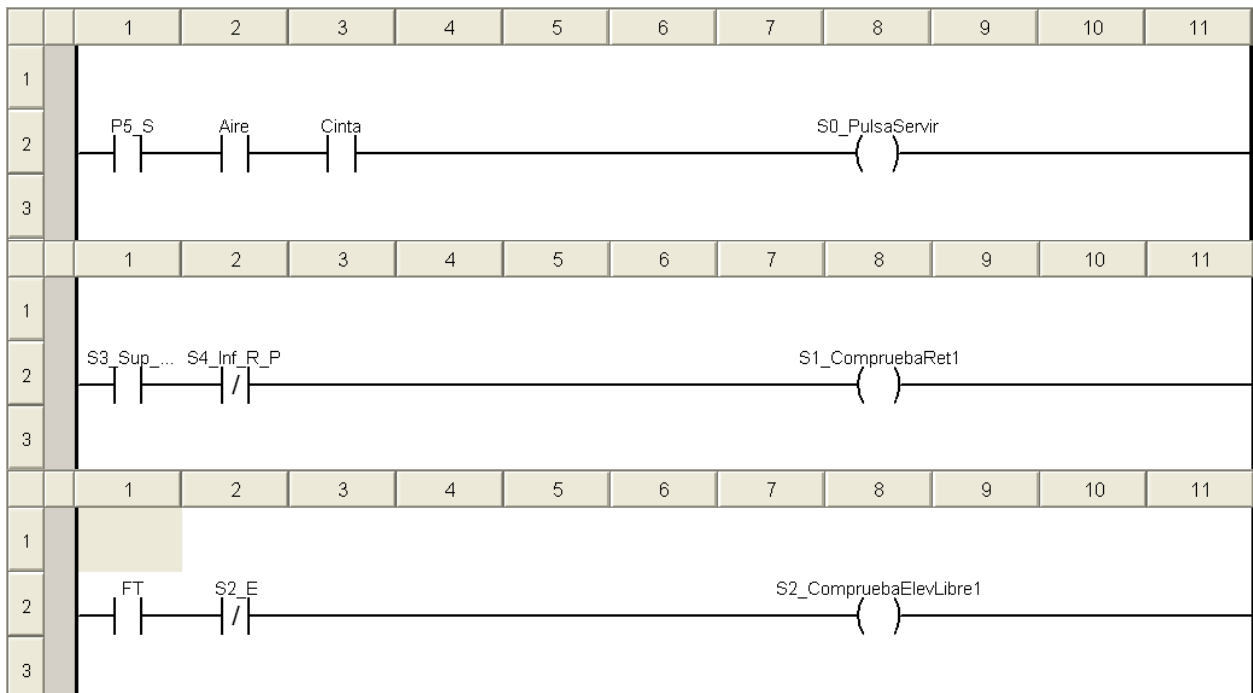 1 2 3 4 5 6 7 8 9 10 11
1
P5_S Aire Cinta S0_PulsaServir
2
3
1 2 3 4 5 6 7 8 9 10 11
1
S3_Sup_... S4_Inf_R_P S1_CompruebaRet1
2
/
3
1 2 3 4 5 6 7 8 9 10 11
1
FT S2_E S2_CompruebaElevLibre1
2
/
3